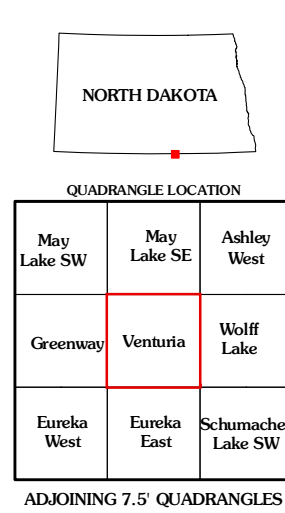 NORTH DAKOTA
QUADRANGLE LOCATION
May
Lake SW
May
Lake SE
Ashley
West
Greenway
Venturia
Wolff
Lake
Eureka
West
Eureka
East
Schumache
Lake SW
ADJOINING 7.5' QUADRANGLES